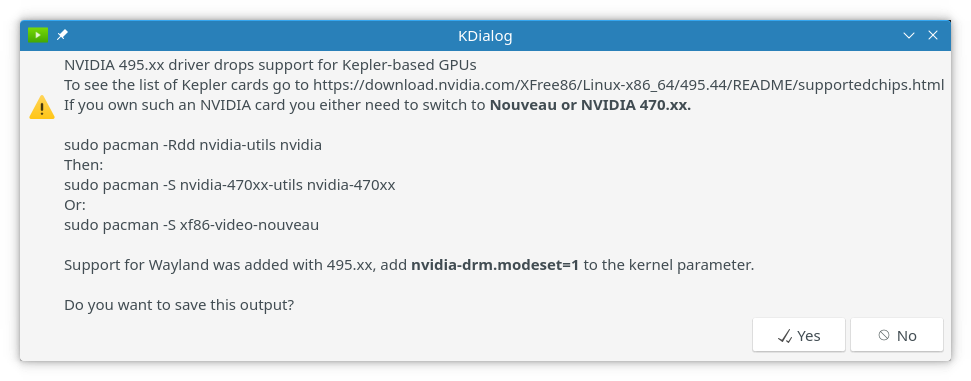 KDialog
NVIDIA 495.xx driver drops support for Kepler-based GPUs
To see the list of Kepler cards go to https://download.nvidia.com/XFree86/Linux-x86_64/495.44/README/supportedchips.html
If you own such an NVIDIA card you either need to switch to Nouveau or NVIDIA 470.xx.
sudo pacman -Rdd nvidia-utils nvidia
Then:
sudo pacman -S nvidia-470xx-utils nvidia-470xx
Or:
sudo pacman -S xf86-video-nouveau
Support for Wayland was added with 495.xx, add nvidia-drm.modeset=1 to the kernel parameter.
Do you want to save this output?
Yes No